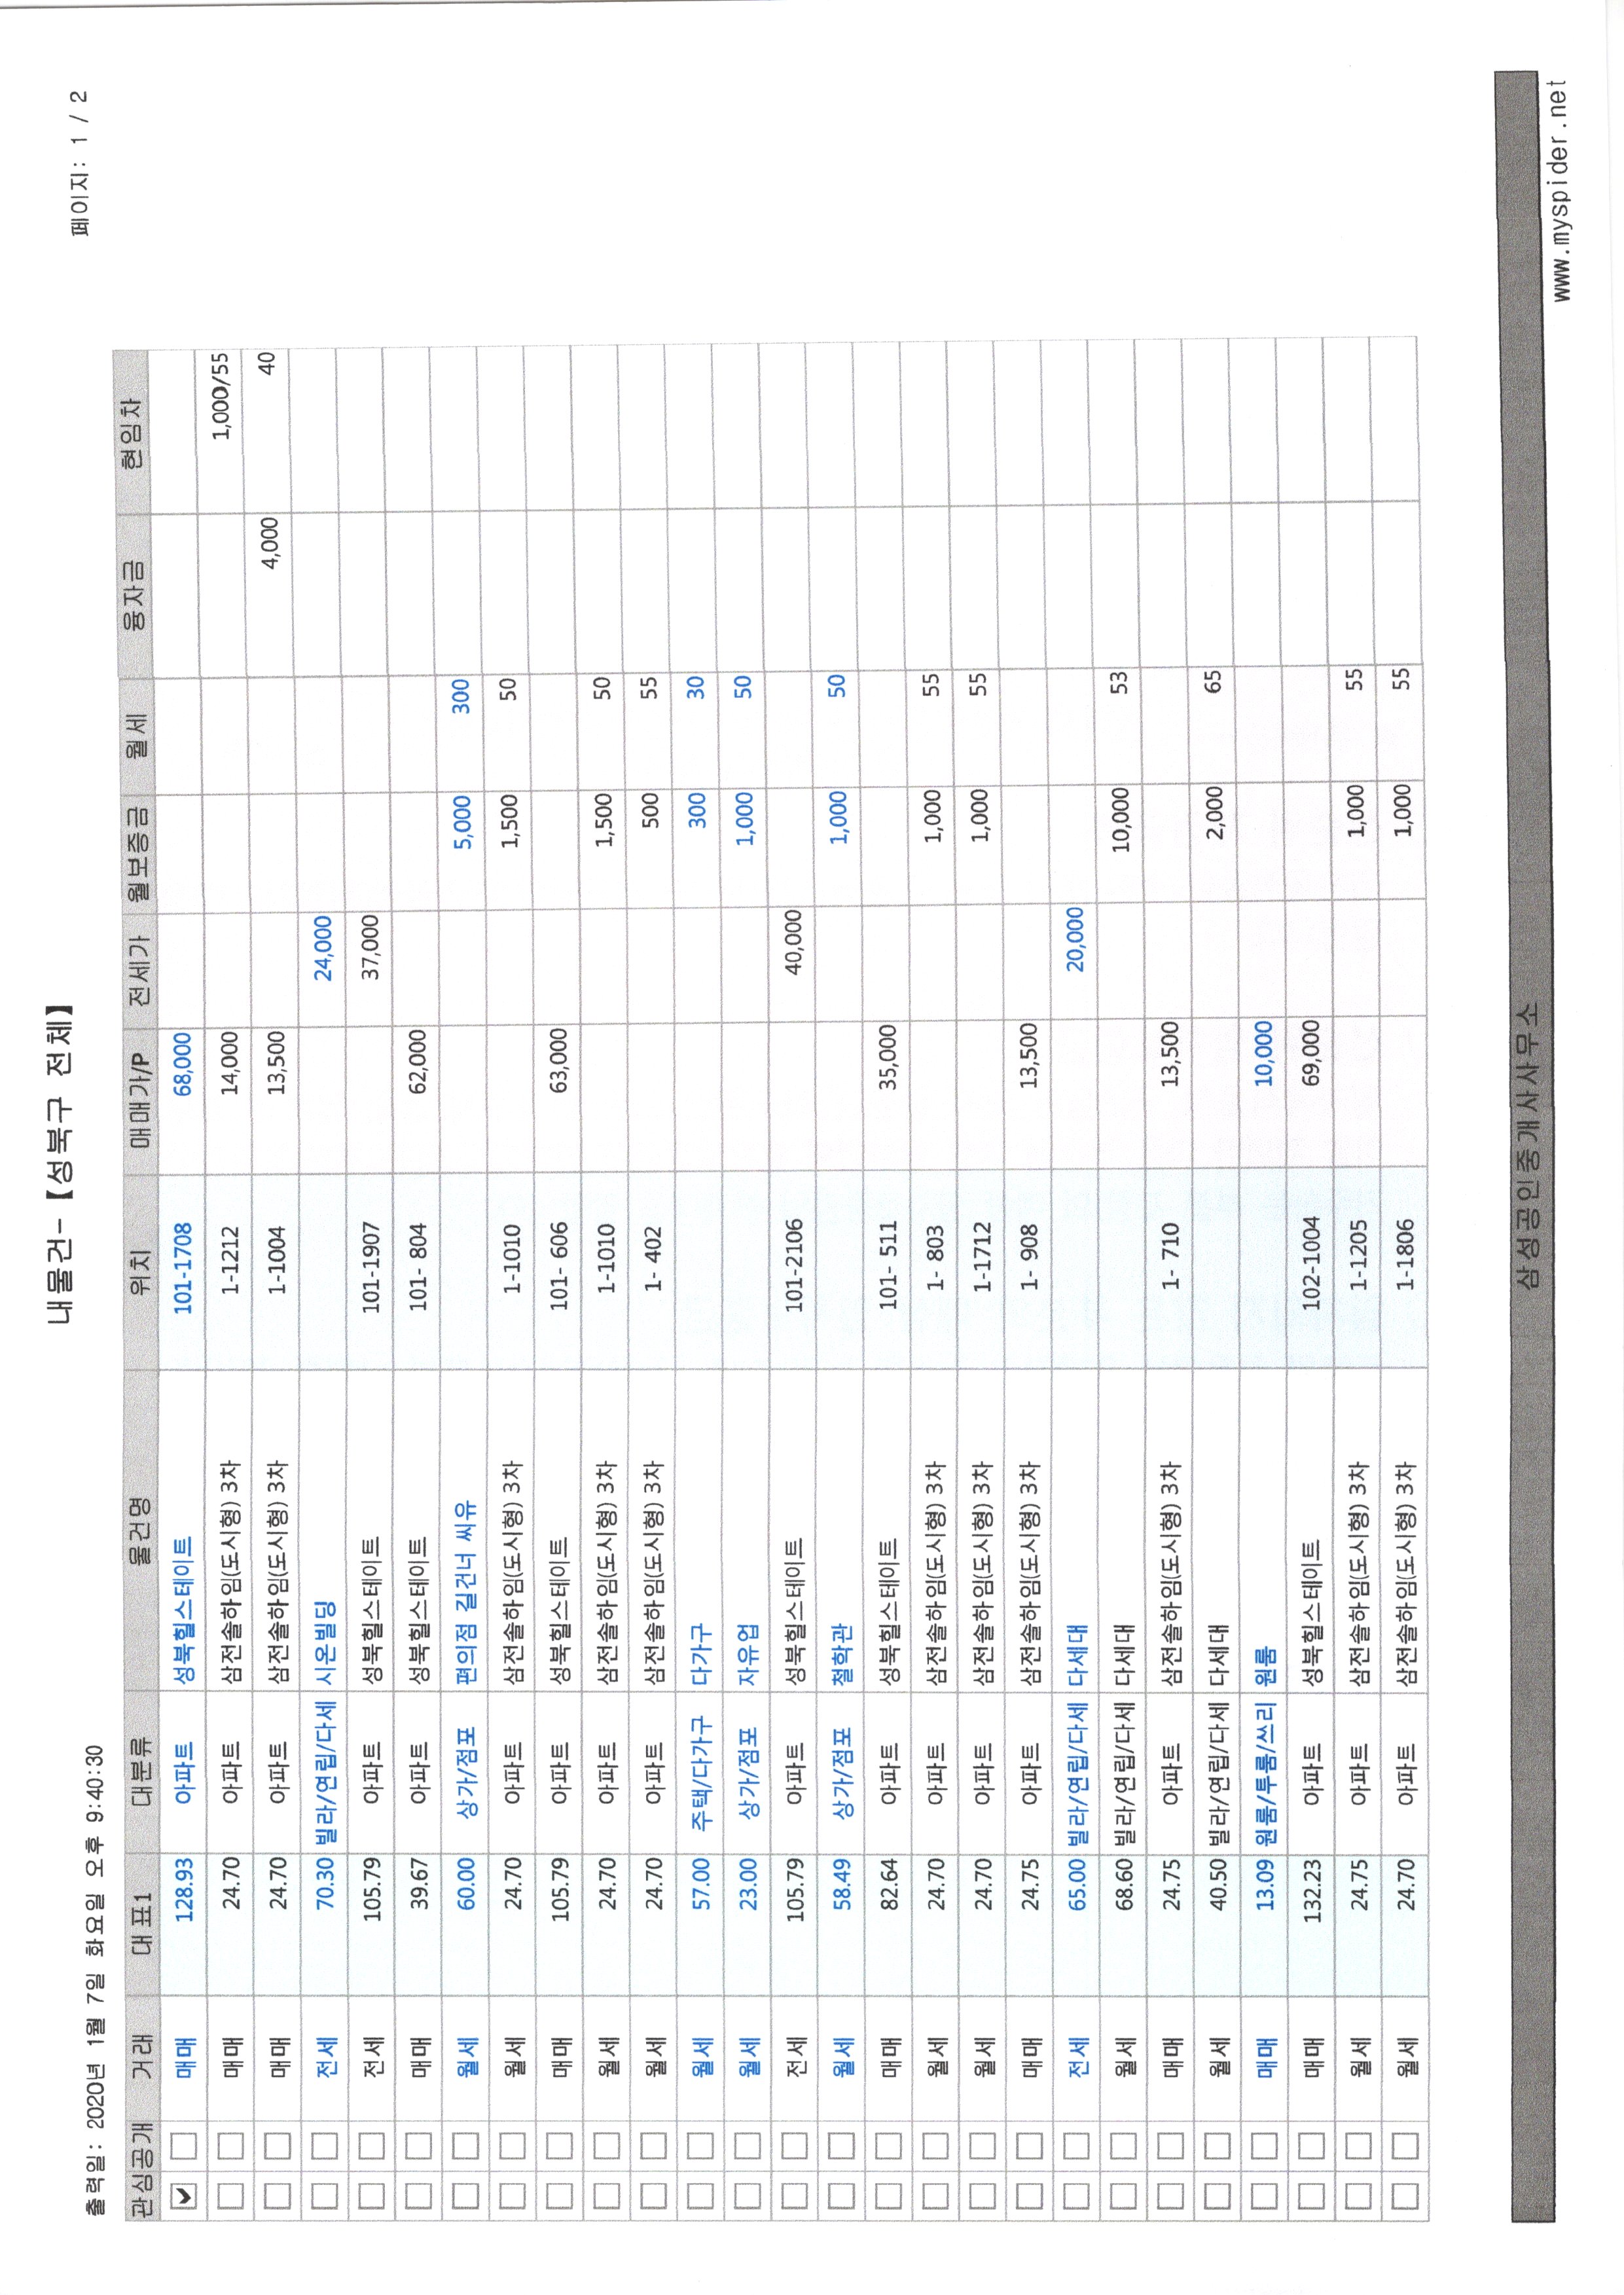 내물건-【성북구 전체】
출력일: 2020년 1월 7일 화요일 오후 9:40:30
페이지: 1 / 2
관심 공개 거래 대표1 대분류 물건명 위치 매매가/P 전세가 월보증금 월세 융자금 현임차
매매 128.93 아파트 성북힐스테이트 101-1708 68,000
매매 24.70 아파트 삼전솔하임(도시형) 3차 1-1212 14,000 1,000/55
매매 24.70 아파트 삼전솔하임(도시형) 3차 1-1004 13,500 4,000 40
전세 70.30 빌라/연립/다세 시온빌딩 24,000
전세 105.79 아파트 성북힐스테이트 101-1907 37,000
매매 39.67 아파트 성북힐스테이트 101- 804 62,000
월세 60.00 상가/점포 편의점 길건너 씨유 5,000 300
월세 24.70 아파트 삼전솔하임(도시형) 3차 1-1010 1,500 50
매매 105.79 아파트 성북힐스테이트 101- 606 63,000
월세 24.70 아파트 삼전솔하임(도시형) 3차 1-1010 1,500 50
월세 24.70 아파트 삼전솔하임(도시형) 3차 1- 402 500 55
월세 57.00 주택/다가구 다가구 300 30
월세 23.00 상가/점포 자유업 1,000 50
전세 105.79 아파트 성북힐스테이트 101-2106 40,000
월세 58.49 상가/점포 철학관 1,000 50
매매 82.64 아파트 성북힐스테이트 101- 511 35,000
월세 24.70 아파트 삼전솔하임(도시형) 3차 1- 803 1,000 55
월세 24.70 아파트 삼전솔하임(도시형) 3차 1-1712 1,000 55
매매 24.75 아파트 삼전솔하임(도시형) 3차 1- 908 13,500
전세 65.00 빌라/연립/다세 다세대 20,000
월세 68.60 빌라/연립/다세 다세대 10,000 53
매매 24.75 아파트 삼전솔하임(도시형) 3차 1- 710 13,500
월세 40.50 빌라/연립/다세 다세대 2,000 65
매매 13.09 원룸/투룸/쓰리 원룸 10,000
매매 132.23 아파트 성북힐스테이트 102-1004 69,000
월세 24.75 아파트 삼전솔하임(도시형) 3차 1-1205 1,000 55
월세 24.70 아파트 삼전솔하임(도시형) 3차 1-1806 1,000 55
삼성공인중개사사무소
www.myspider.net